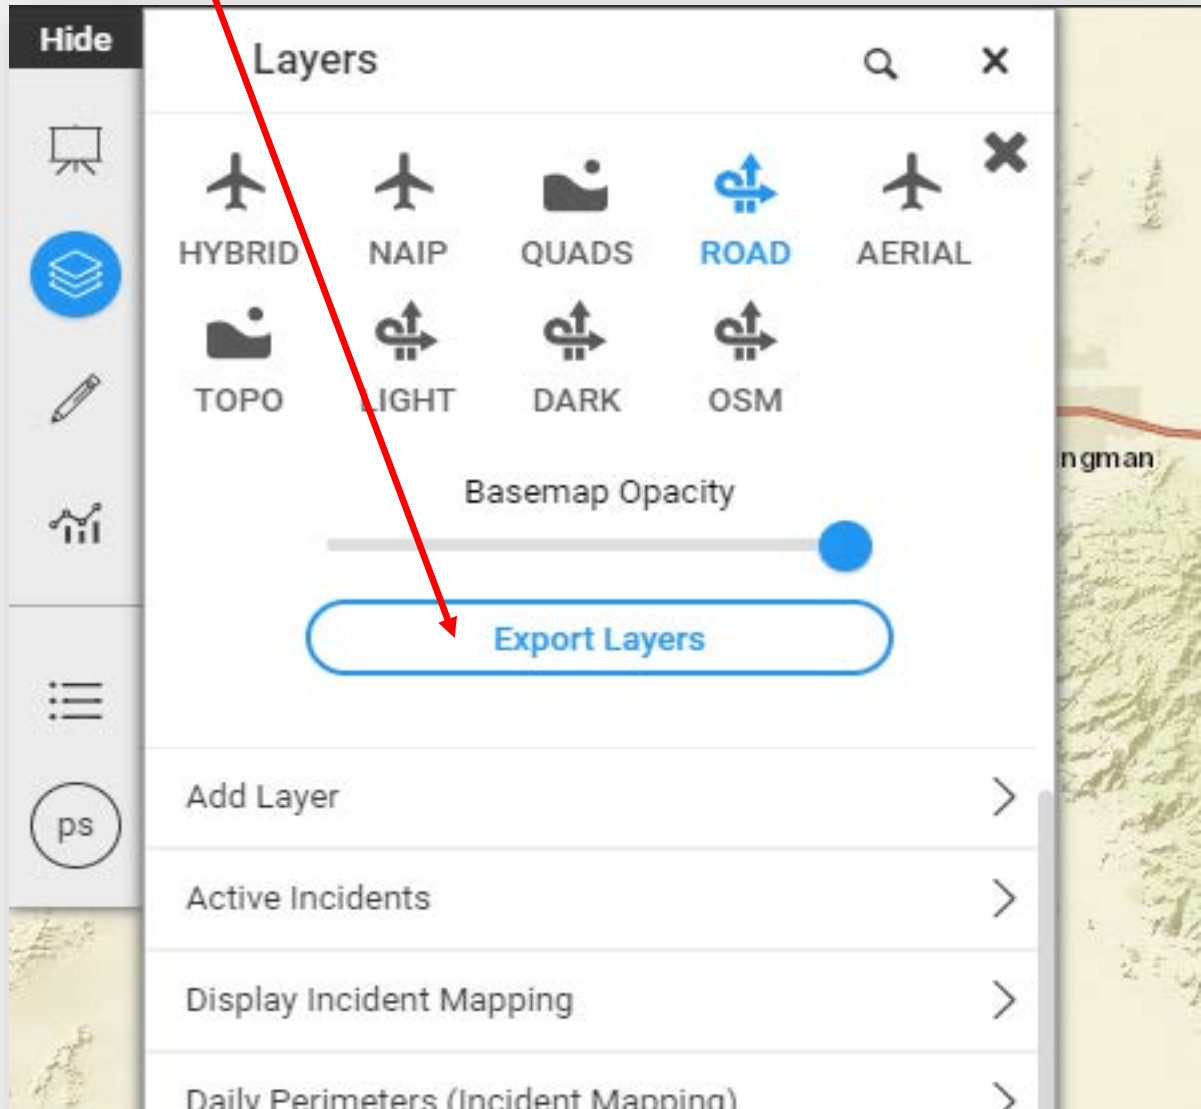 Hide
Layers
HYBRID NAIP QUADS ROAD AERIAL
TOPO LIGHT DARK OSM
ngman
Basemap Opacity
Export Layers
Add Layer
ps
Active Incidents
Display Incident Mapping
Daily Perimeters (Incident Mapping)